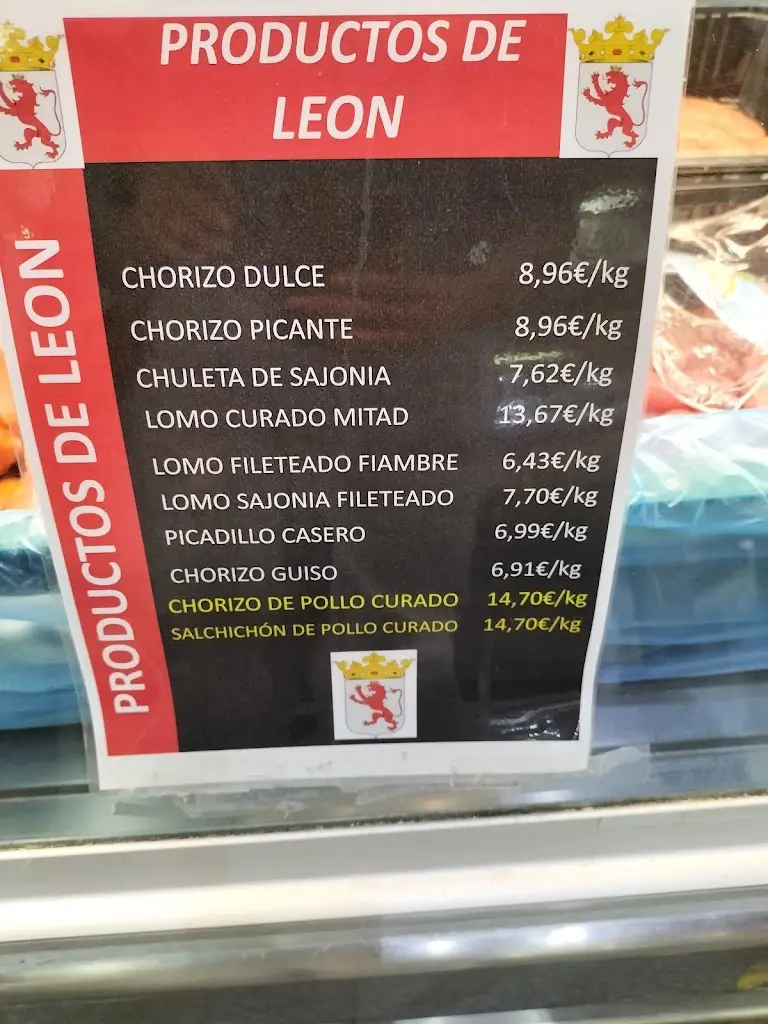 PRODUCTOS DE
LEON
PRODUCTOS DE LEON
CHORIZO DULCE 8,96€/kg
CHORIZO PICANTE 8,96€/kg
CHULETA DE SAJONIA 7,62€/kg
LOMO CURADO MITAD 13,67€/kg
LOMO FILETEADO FIAMBRE 6,43€/kg
LOMO SAJONIA FILETEADO 7,70€/kg
PICADILLO CASERO 6,99€/kg
CHORIZO GUISO 6,91€/kg
CHORIZO DE POLLO CURADO 14,70€/kg
SALCHICHÓN DE POLLO CURADO 14,70€/kg